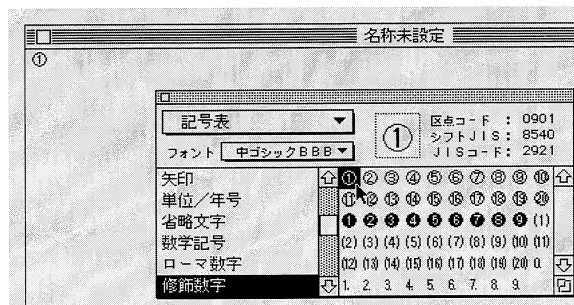 名称未設定
①
記号表
区点コード : 0901
① シフトJIS: 8540
フォント 中ゴシックBBB
JISコード: 2921
矢印 ① ② ③ ④ ⑤ ⑥ ⑦ ⑧ ⑨ ⑩
単位/年号 ⑪ ⑫ ⑬ ⑭ ⑮ ⑯ ⑰ ⑱ ⑲ ⑳
省略文字 ❶ ❷ ❸ ❹ ❺ ❻ ❼ ❽ ❾ (1)
数学記号 (2) (3) (4) (5) (6) (7) (8) (9) (10) (11)
ローマ数字 (12) (13) (14) (15) (16) (17) (18) (19) (20) 0.
修飾数字 1. 2. 3. 4. 5. 6. 7. 8. 9.